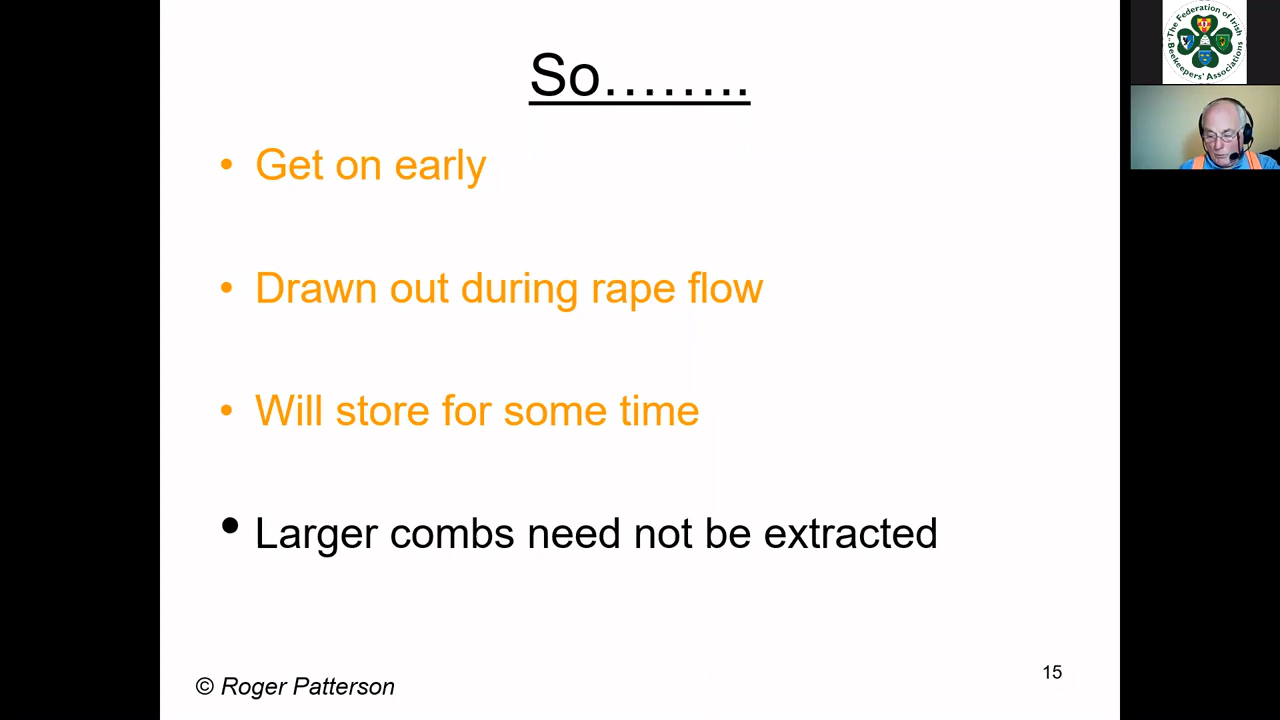 So……..
• Get on early
• Drawn out during rape flow
• Will store for some time
• Larger combs need not be extracted
© Roger Patterson
15
"The Federation of Irish
Beekeepers' Associations"